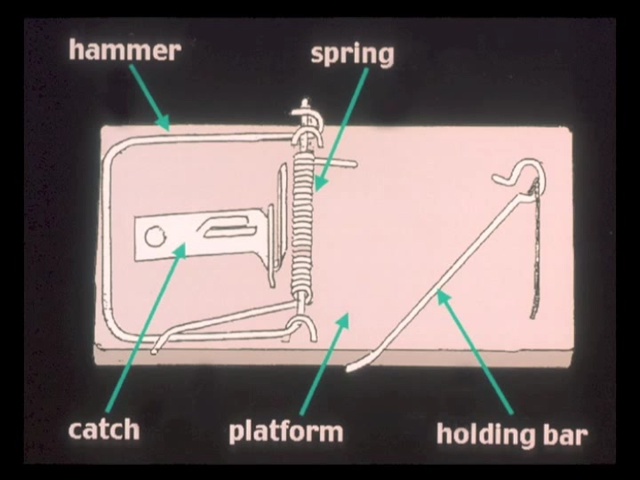 hammer
spring
catch
platform
holding bar